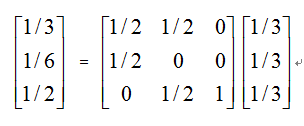 [1/3] = [1/2 1/2 0] [1/3]
[1/6] = [1/2 0 0] [1/3]
[1/2] = [0 1/2 1] [1/3] ↵